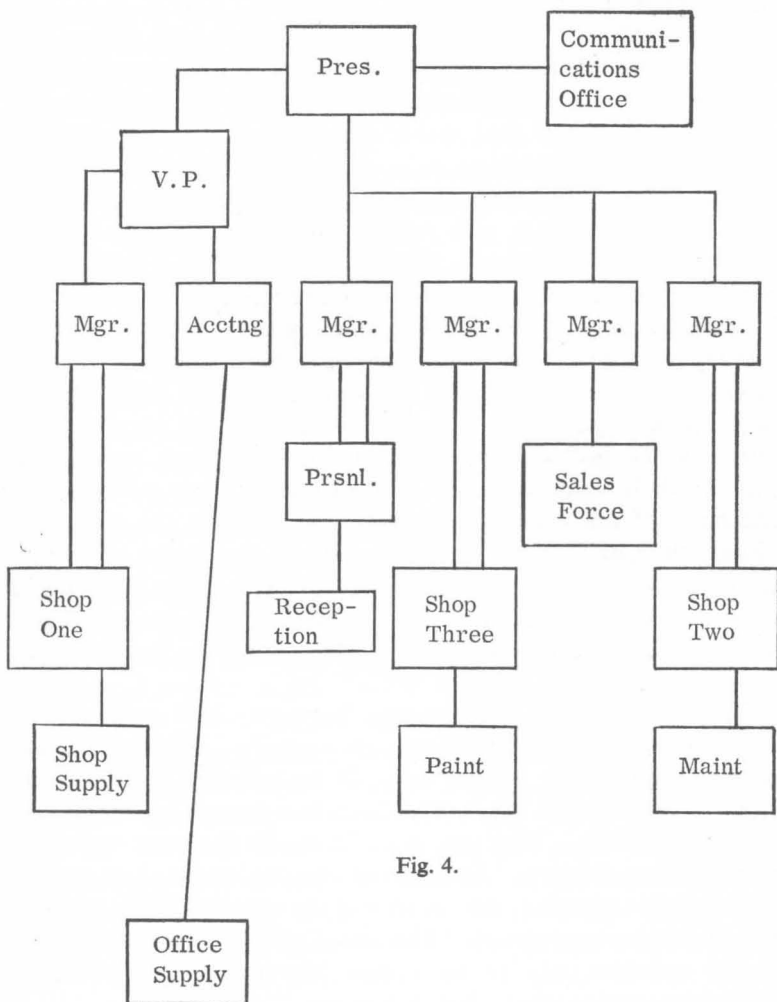 Pres.
Communi-
cations
Office
V.P.
Mgr.
Acctng
Mgr.
Mgr.
Mgr.
Mgr.
Prsnl.
Sales
Force
Shop
One
Recep-
tion
Shop
Three
Shop
Two
Shop
Supply
Paint
Maint
Fig. 4.
Office
Supply